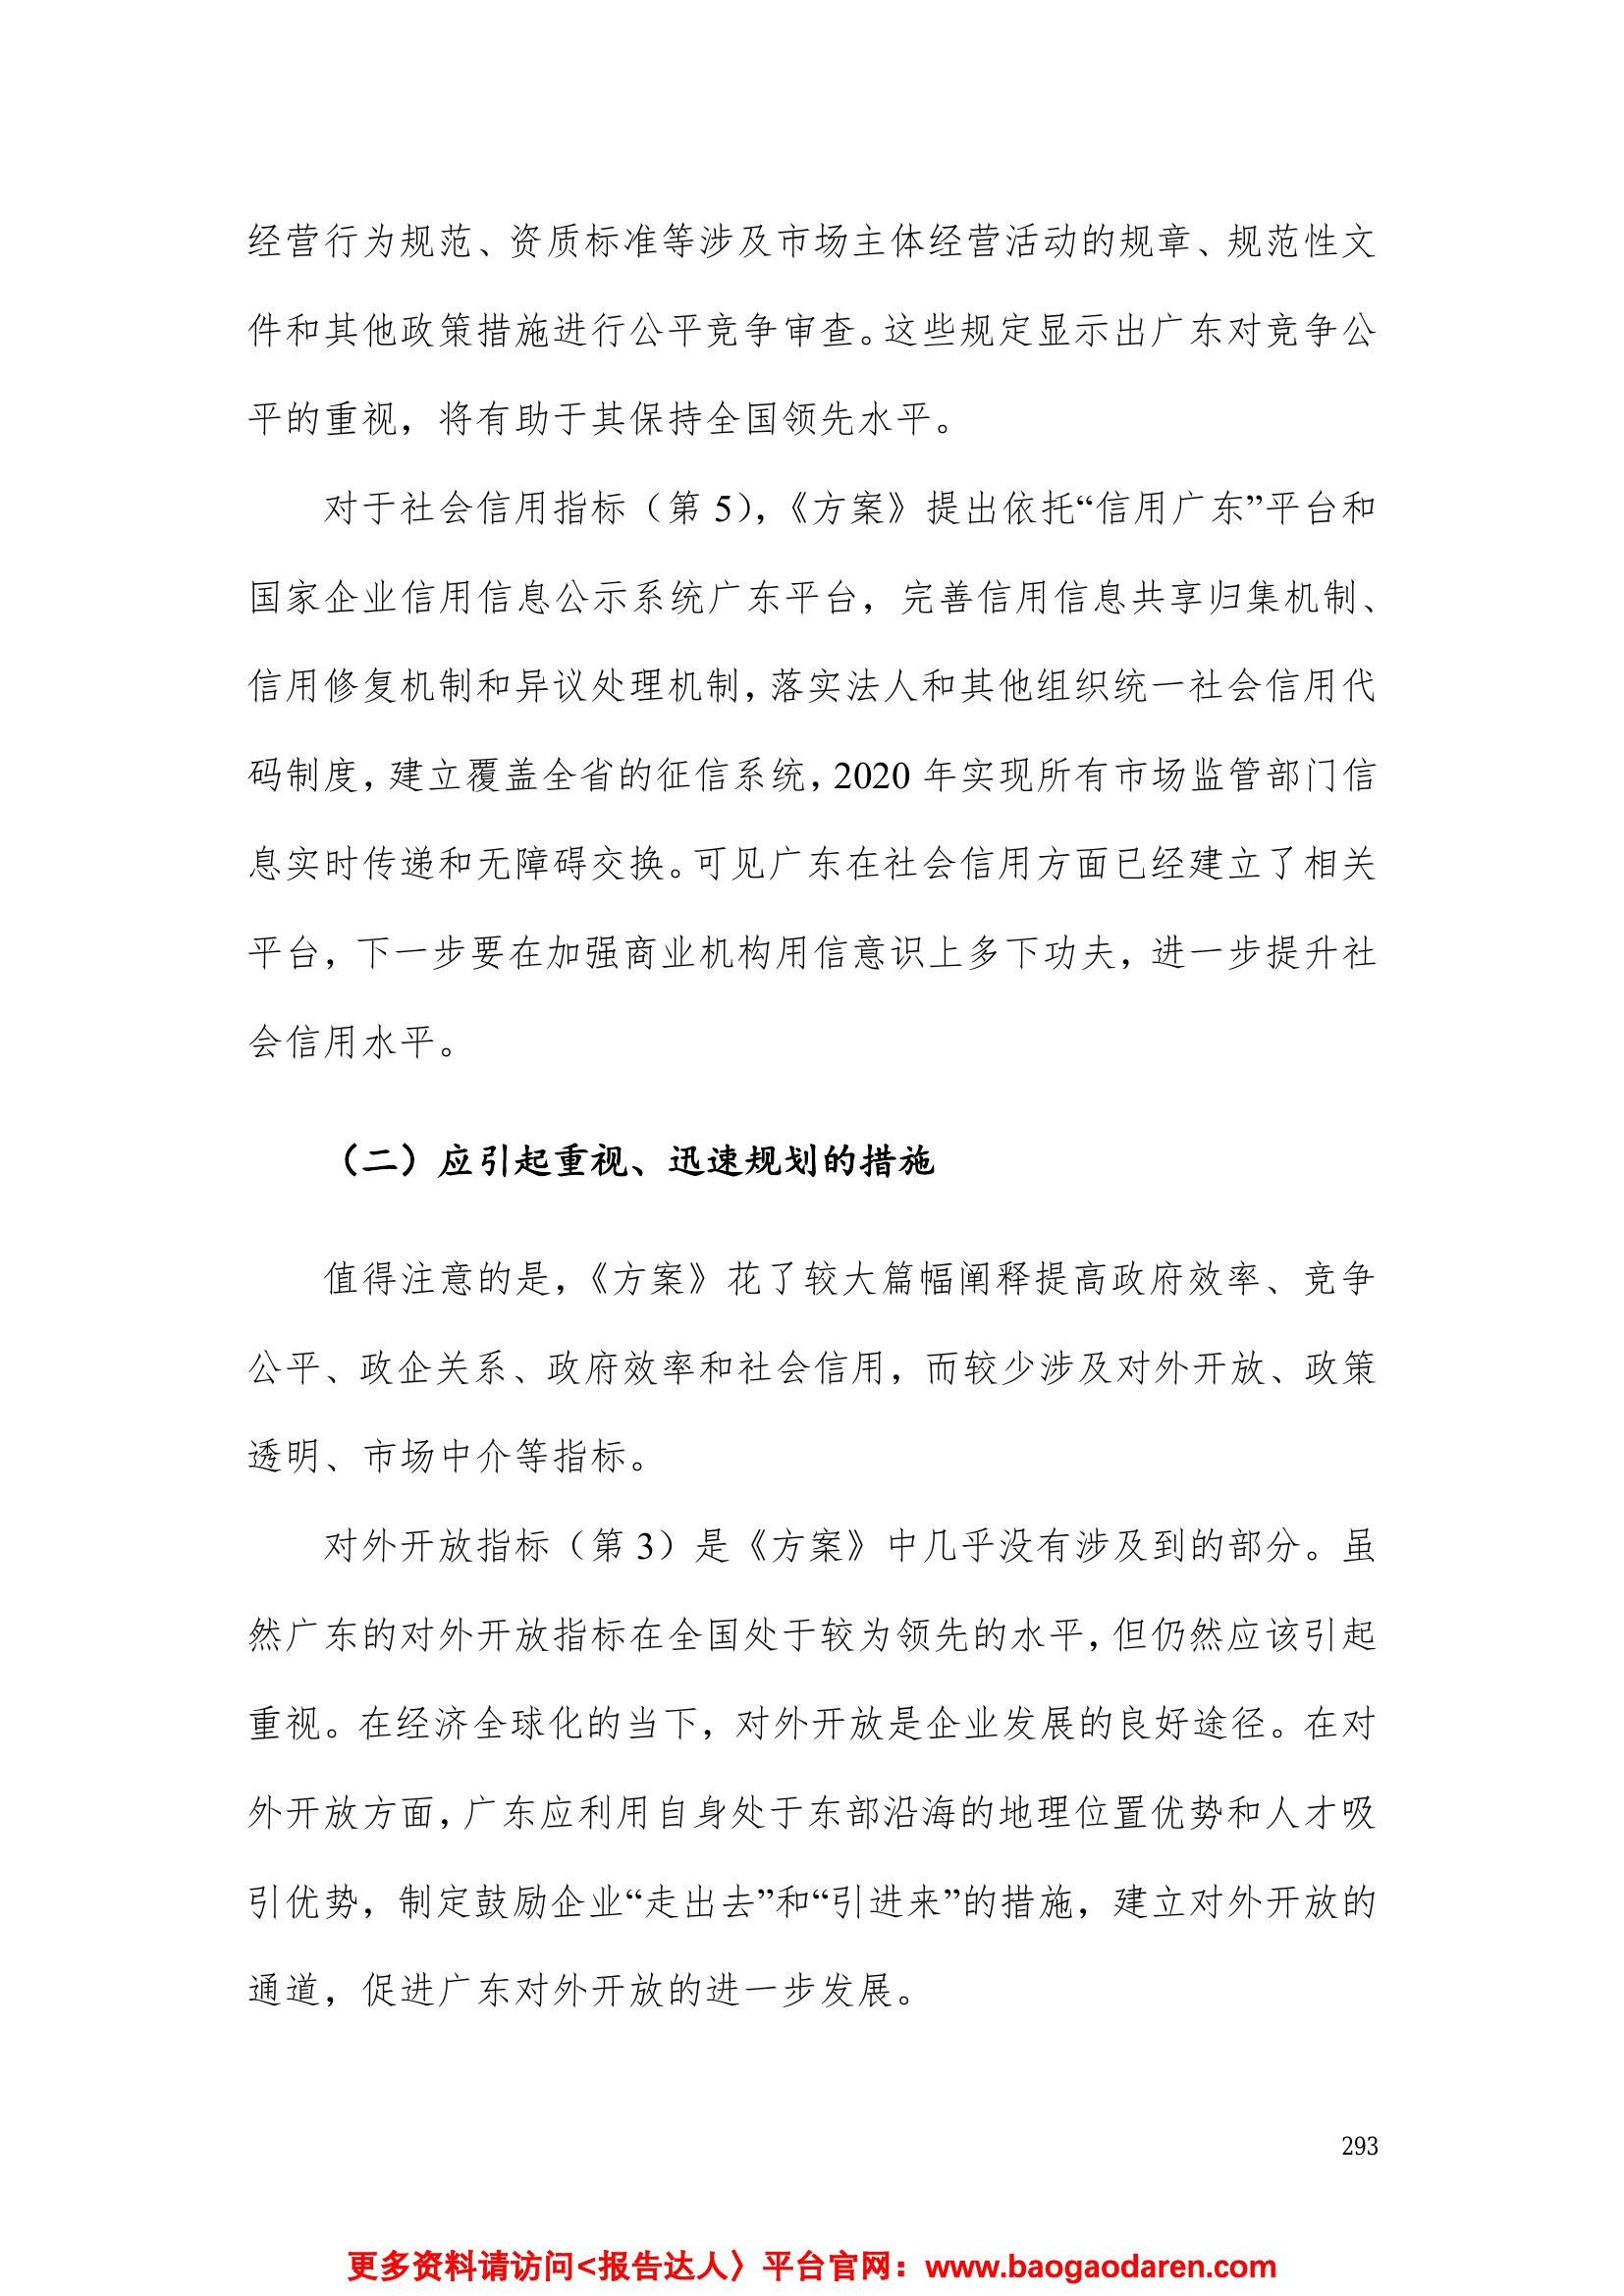 经营行为规范、资质标准等涉及市场主体经营活动的规章、规范性文
件和其他政策措施进行公平竞争审查。这些规定显示出广东对竞争公
平的重视，将有助于其保持全国领先水平。
对于社会信用指标（第 5），《方案》提出依托“信用广东”平台和
国家企业信用信息公示系统广东平台，完善信用信息共享归集机制、
信用修复机制和异议处理机制，落实法人和其他组织统一社会信用代
码制度，建立覆盖全省的征信系统，2020 年实现所有市场监管部门信
息实时传递和无障碍交换。可见广东在社会信用方面已经建立了相关
平台，下一步要在加强商业机构用信意识上多下功夫，进一步提升社
会信用水平。
（二）应引起重视、迅速规划的措施
值得注意的是，《方案》花了较大篇幅阐释提高政府效率、竞争
公平、政企关系、政府效率和社会信用，而较少涉及对外开放、政策
透明、市场中介等指标。
对外开放指标（第 3）是《方案》中几乎没有涉及到的部分。虽
然广东的对外开放指标在全国处于较为领先的水平，但仍然应该引起
重视。在经济全球化的当下，对外开放是企业发展的良好途径。在对
外开放方面，广东应利用自身处于东部沿海的地理位置优势和人才吸
引优势，制定鼓励企业“走出去”和“引进来”的措施，建立对外开放的
通道，促进广东对外开放的进一步发展。
293
更多资料请访问<报告达人〉平台官网：www.baogaodaren.com